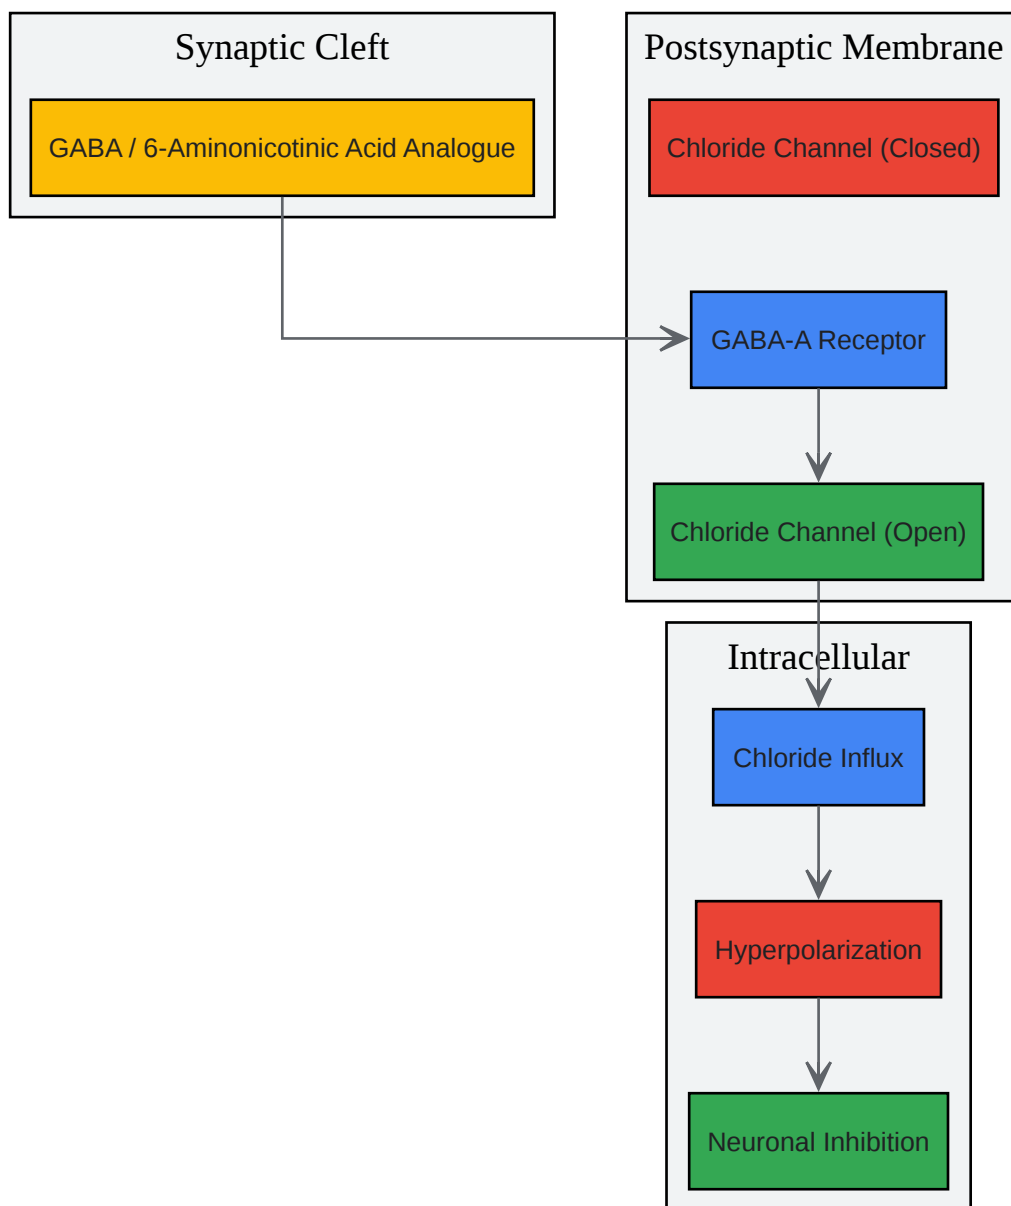 Synaptic Cleft
GABA / 6-Aminonicotinic Acid Analogue
Postsynaptic Membrane
Chloride Channel (Closed)
GABA-A Receptor
Chloride Channel (Open)
Intracellular
Chloride Influx
Hyperpolarization
Neuronal Inhibition